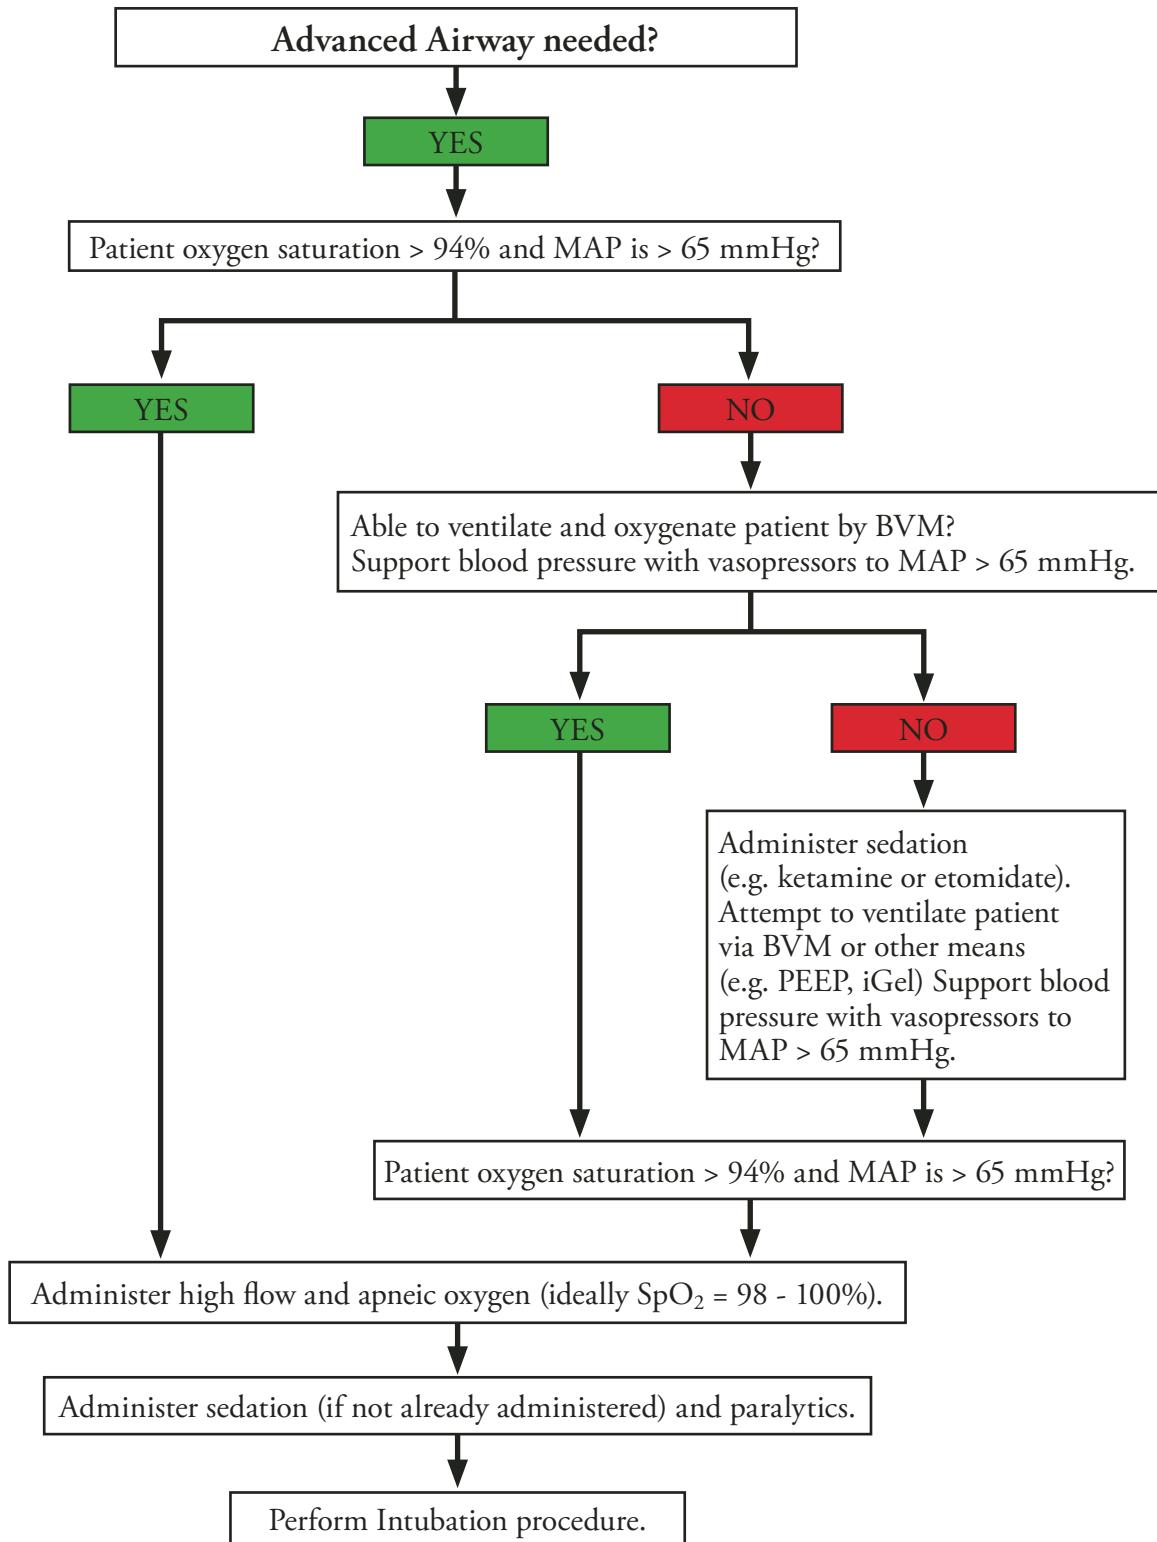 Advanced Airway needed?
YES
Patient oxygen saturation > 94% and MAP is > 65 mmHg?
YES
NO
Able to ventilate and oxygenate patient by BVM?
Support blood pressure with vasopressors to MAP > 65 mmHg.
YES
NO
Administer sedation
(e.g. ketamine or etomidate).
Attempt to ventilate patient
via BVM or other means
(e.g. PEEP, iGel) Support blood
pressure with vasopressors to
MAP > 65 mmHg.
Patient oxygen saturation > 94% and MAP is > 65 mmHg?
Administer high flow and apneic oxygen (ideally SpO₂ = 98 - 100%).
Administer sedation (if not already administered) and paralytics.
Perform Intubation procedure.